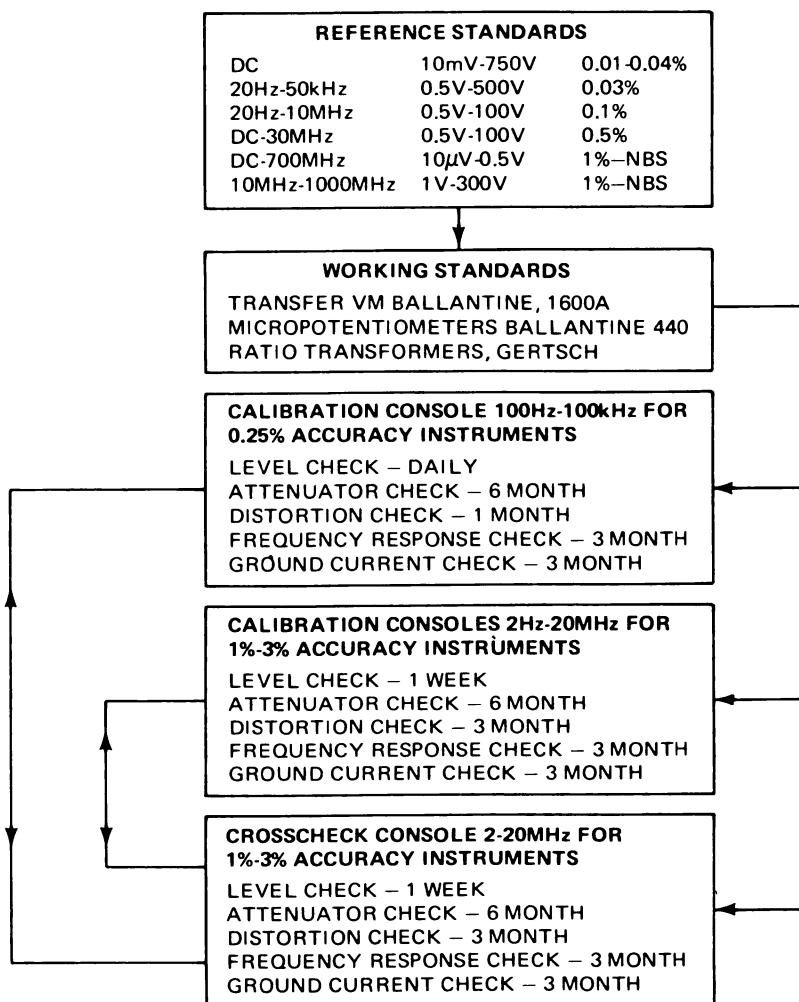 REFERENCE STANDARDS
DC 10mV-750V 0.01-0.04%
20Hz-50kHz 0.5V-500V 0.03%
20Hz-10MHz 0.5V-100V 0.1%
DC-30MHz 0.5V-100V 0.5%
DC-700MHz 10μV-0.5V 1%–NBS
10MHz-1000MHz 1V-300V 1%–NBS
WORKING STANDARDS
TRANSFER VM BALLANTINE, 1600A
MICROPOTENTIOMETERS BALLANTINE 440
RATIO TRANSFORMERS, GERTSCH
CALIBRATION CONSOLE 100Hz-100kHz FOR
0.25% ACCURACY INSTRUMENTS
LEVEL CHECK – DAILY
ATTENUATOR CHECK – 6 MONTH
DISTORTION CHECK – 1 MONTH
FREQUENCY RESPONSE CHECK – 3 MONTH
GROUND CURRENT CHECK – 3 MONTH
CALIBRATION CONSOLES 2Hz-20MHz FOR
1%-3% ACCURACY INSTRUMENTS
LEVEL CHECK – 1 WEEK
ATTENUATOR CHECK – 6 MONTH
DISTORTION CHECK – 3 MONTH
FREQUENCY RESPONSE CHECK – 3 MONTH
GROUND CURRENT CHECK – 3 MONTH
CROSSCHECK CONSOLE 2-20MHz FOR
1%-3% ACCURACY INSTRUMENTS
LEVEL CHECK – 1 WEEK
ATTENUATOR CHECK – 6 MONTH
DISTORTION CHECK – 3 MONTH
FREQUENCY RESPONSE CHECK – 3 MONTH
GROUND CURRENT CHECK – 3 MONTH